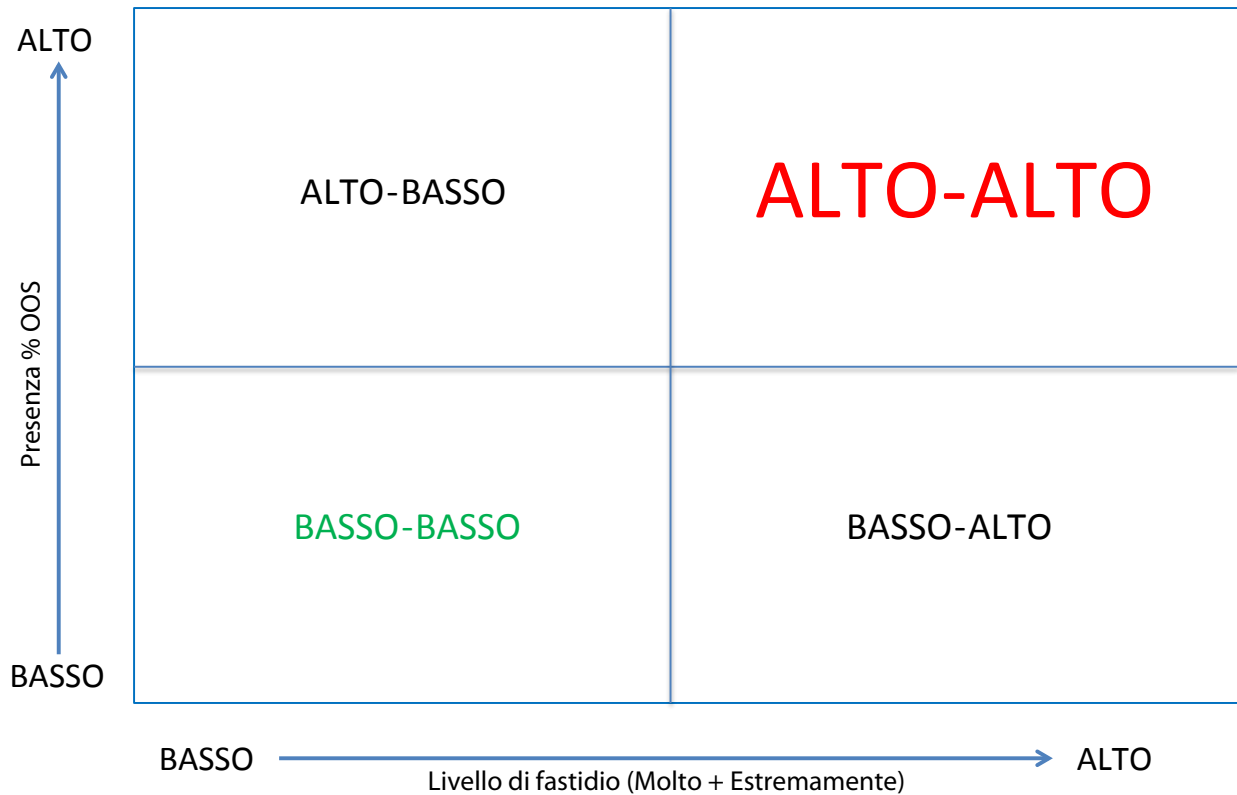 ALTO
ALTO-BASSO
ALTO-ALTO
Presenza % OOS
BASSO-BASSO
BASSO-ALTO
BASSO
BASSO
ALTO
Livello di fastidio (Molto + Estremamente)